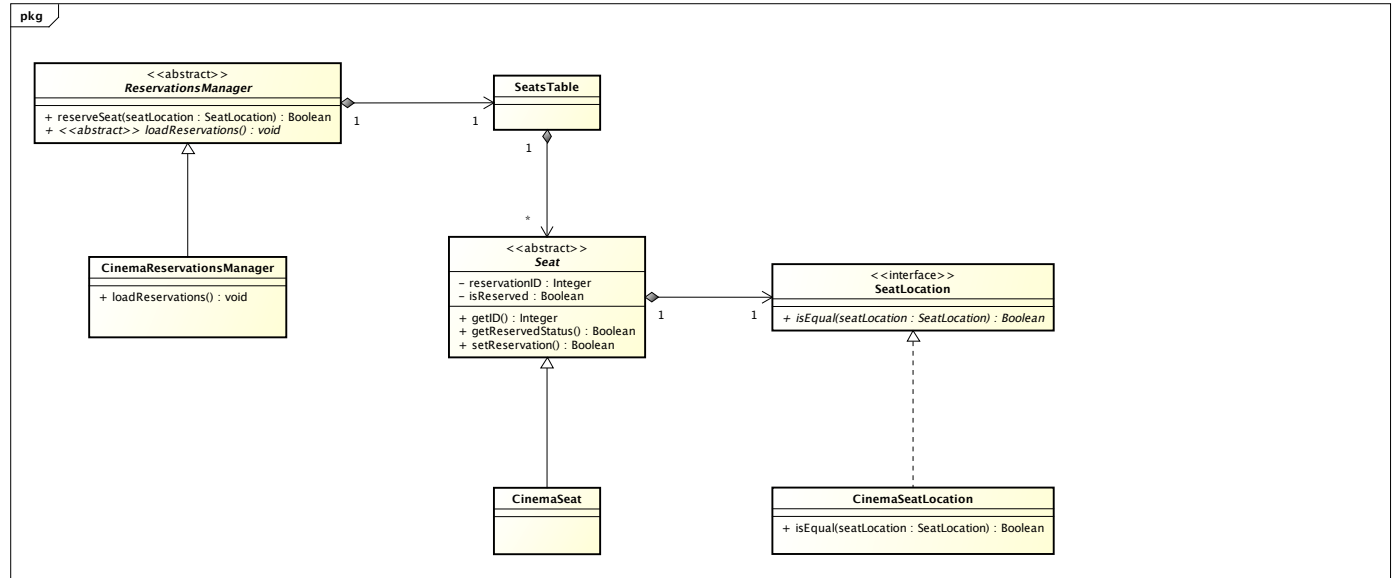 pkg
<<abstract>>
ReservationsManager
+ reserveSeat(seatLocation : SeatLocation) : Boolean
+ <<abstract>> loadReservations() : void
1
1
SeatsTable
1
*
CinemaReservationsManager
+ loadReservations() : void
<<abstract>>
Seat
- reservationID : Integer
- isReserved : Boolean
+ getID() : Integer
+ getReservedStatus() : Boolean
+ setReservation() : Boolean
1
1
<<interface>>
SeatLocation
+ isEqual(seatLocation : SeatLocation) : Boolean
CinemaSeat
CinemaSeatLocation
+ isEqual(seatLocation : SeatLocation) : Boolean